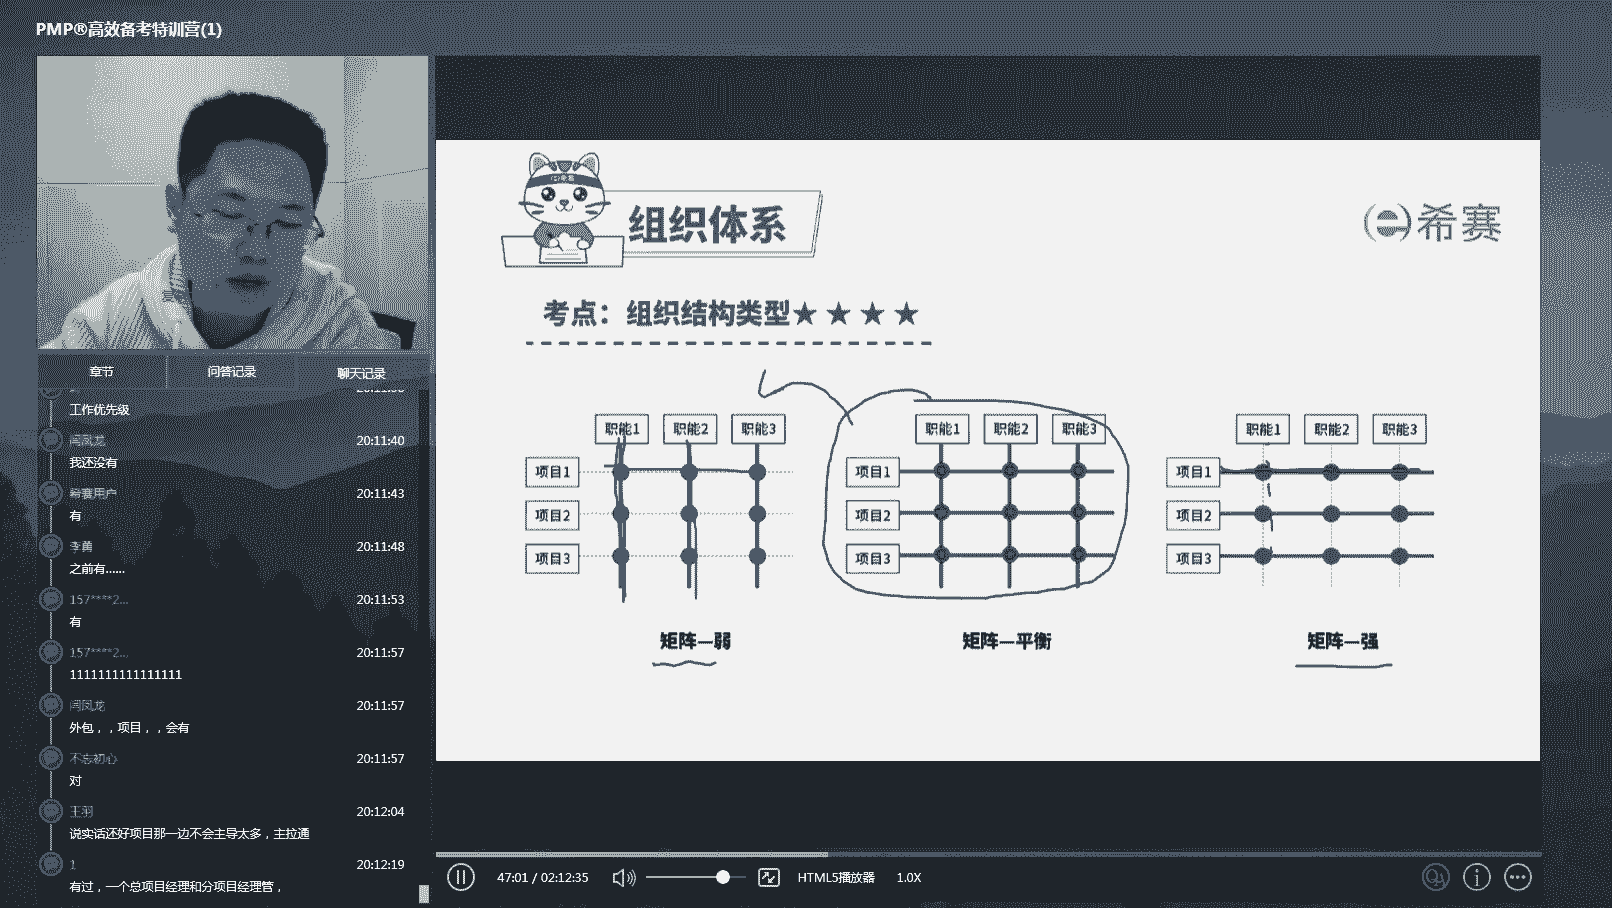 PMP®高效备考特训营(1)
章节
问答记录
聊天记录
工作优先级
闫凤龙
20:11:40
我还没有
希赛用户
20:11:43
有
李茜
20:11:48
之前有......
157****2...
20:11:53
有
157****2...
20:11:57
1111111111111111
闫凤龙
20:11:57
外包，，项目，，会有
不忘初心
20:11:57
对
王羽
20:12:04
说实话还好项目那一边不会主导太多，主拉通
1
20:12:19
有过，一个总项目经理和分项目经理管，
组织体系
希赛
考点：组织结构类型★★★★
职能1 职能2 职能3
项目1
项目2
项目3
矩阵—弱
职能1 职能2 职能3
项目1
项目2
项目3
矩阵—平衡
职能1 职能2 职能3
项目1
项目2
项目3
矩阵—强
47:01 / 02:12:35
HTML5播放器
1.0X